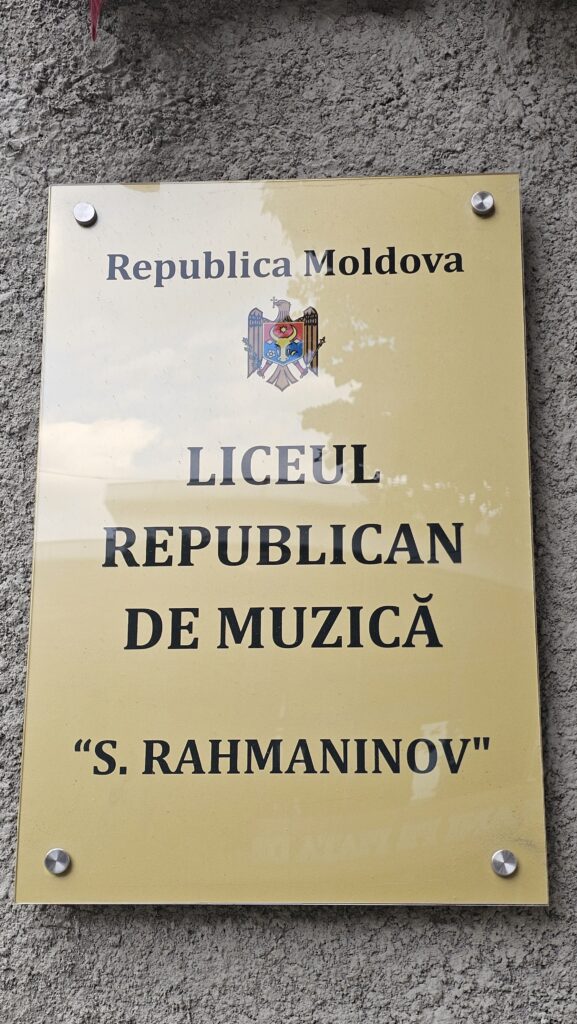 Republica Moldova
LICEUL
REPUBLICAN
DE MUZICĂ
“S. RAHMANINOV"